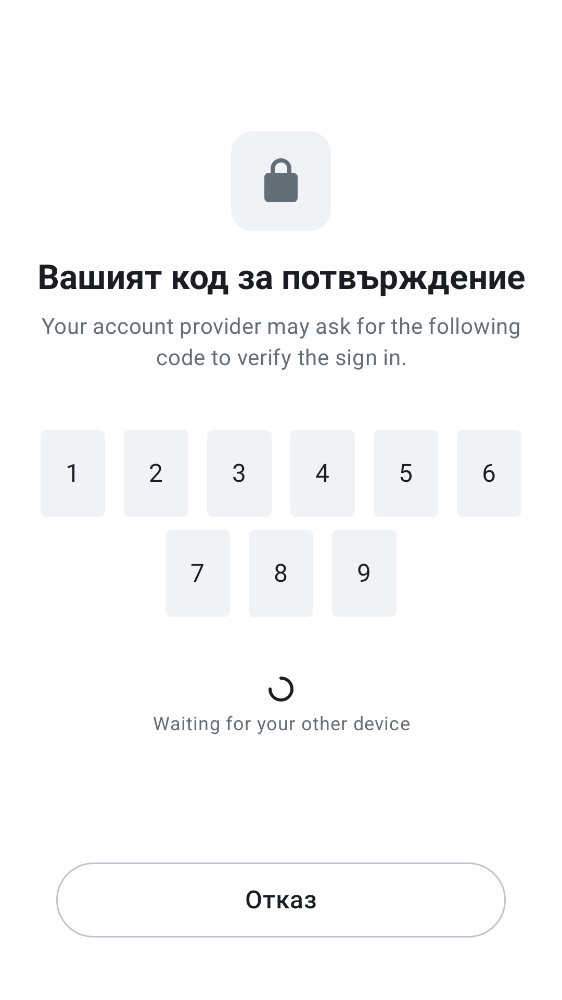 Вашият код за потвърждение
Your account provider may ask for the following
code to verify the sign in.
1 2 3 4 5 6
7 8 9
Waiting for your other device
Отказ